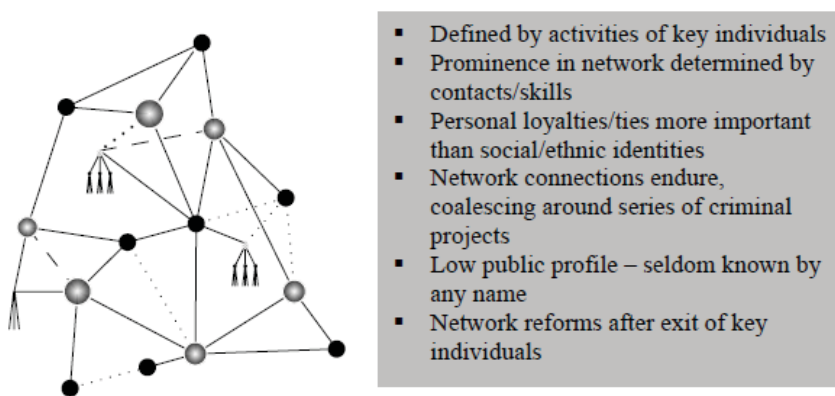 ▪ Defined by activities of key individuals
▪ Prominence in network determined by
contacts/skills
▪ Personal loyalties/ties more important
than social/ethnic identities
▪ Network connections endure,
coalescing around series of criminal
projects
▪ Low public profile – seldom known by
any name
▪ Network reforms after exit of key
individuals